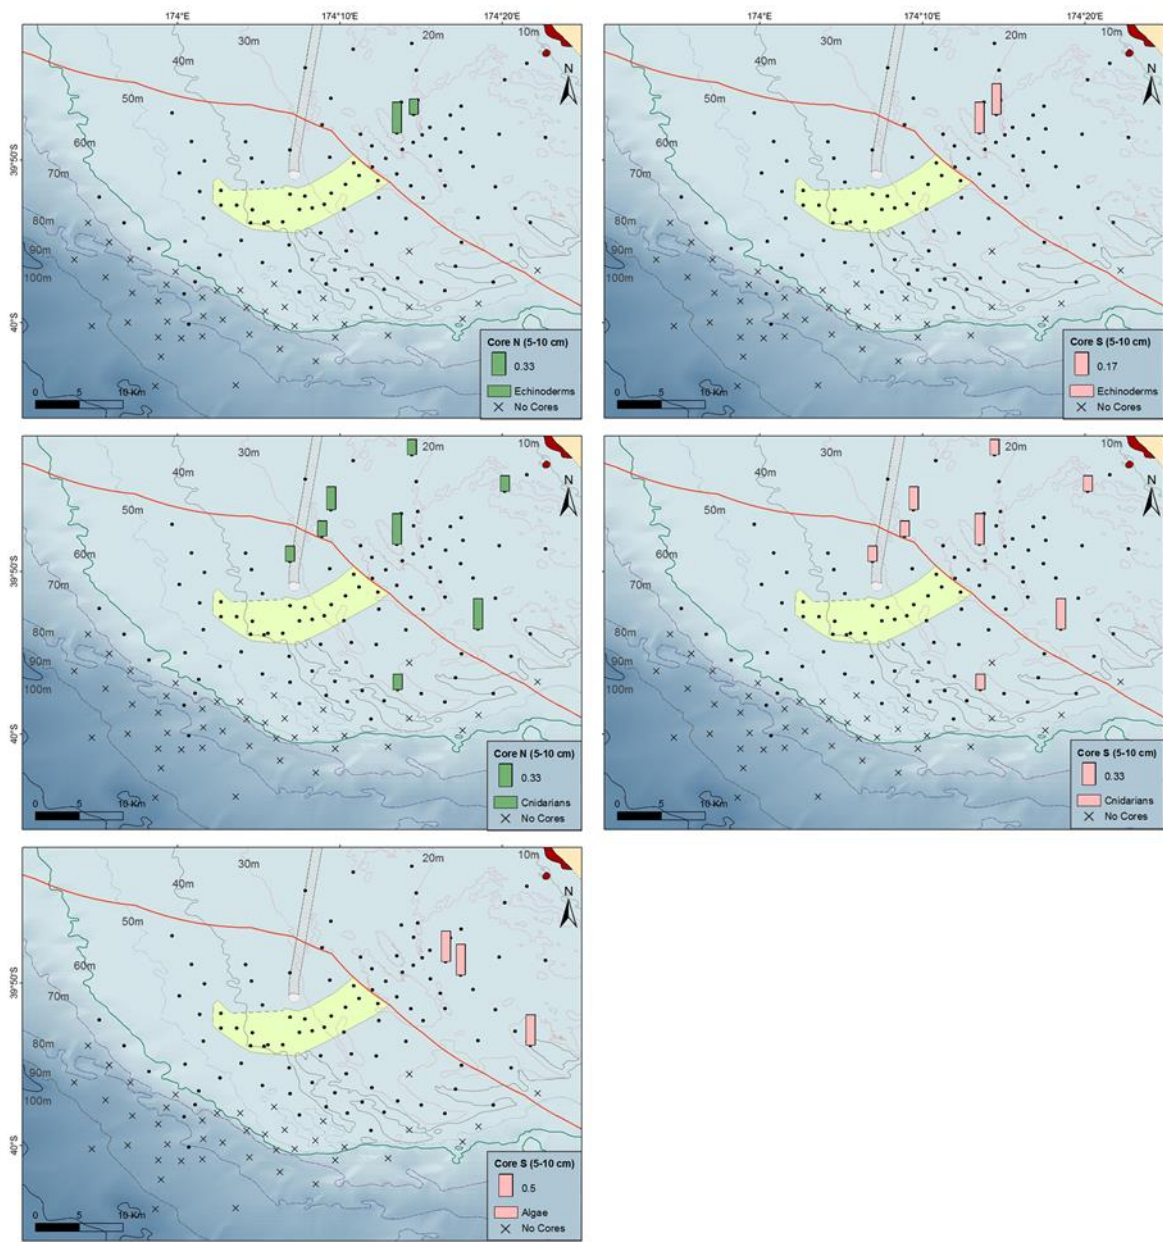 174°E 174°10'E 174°20'E 174°E 174°10'E 174°20'E
10m 20m 30m 40m 50m 60m 70m 80m 90m 100m
N
39°50'S
40°S
Core N (5-10 cm)
0.33
Echinoderms
No Cores
0 5 10 Km
10m 20m 30m 40m 50m 60m 70m 80m 90m 100m
N
Core S (5-10 cm)
0.17
Echinoderms
No Cores
0 5 10 Km
10m 20m 30m 40m 50m 60m 70m 80m 90m 100m
N
39°50'S
40°S
Core N (5-10 cm)
0.33
Cnidarians
No Cores
0 5 10 Km
10m 20m 30m 40m 50m 60m 70m 80m 90m 100m
N
Core S (5-10 cm)
0.33
Cnidarians
No Cores
0 5 10 Km
10m 20m 30m 40m 50m 60m 70m 80m 90m 100m
N
39°50'S
40°S
Core S (5-10 cm)
0.5
Algae
No Cores
0 5 10 Km